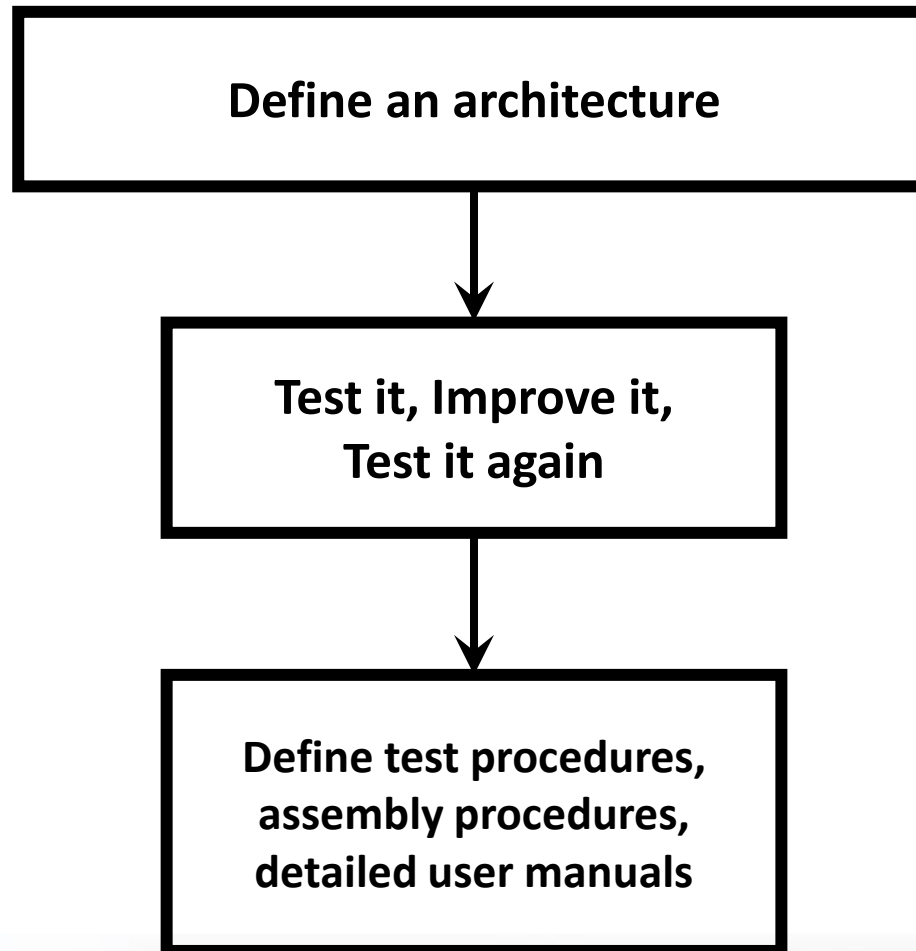 Define an architecture
Test it, Improve it,
Test it again
Define test procedures,
assembly procedures,
detailed user manuals